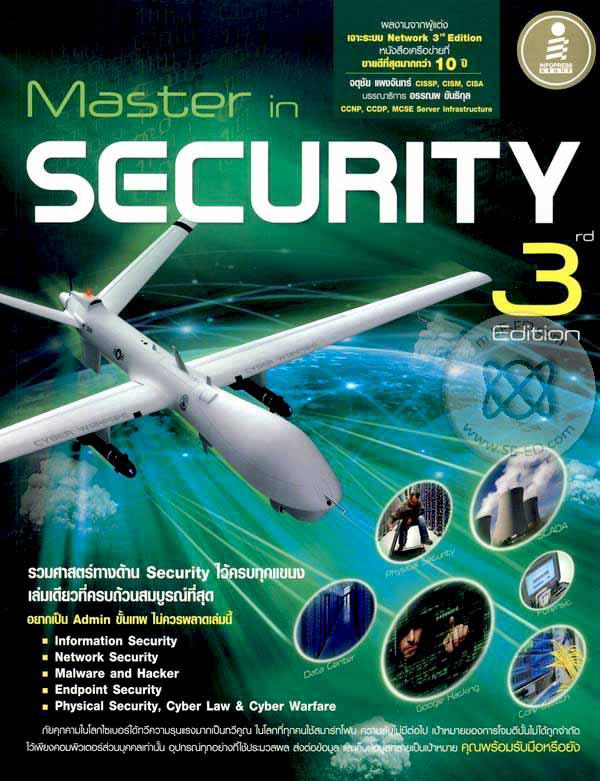 ผลงานจากผู้แต่ง
เจาะระบบ Network 3rd Edition
หนังสือเครือข่ายที่
ขายดีที่สุดมากกว่า 10 ปี
จตุชัย แพงจันทร์ CISSP, CISM, CISA
บรรณาธิการ อรรณพ ขันธิกุล
CCNP, CCDP, MCSE Server Infrastructure
INFOPRESS
GROUP
Master in
SECURITY
3rd
Edition
CYBER WARFARE
CYBER WARFARE
www.SE-ED.com
รวมศาสตร์ทางด้าน Security ไว้ครบทุกแขนง
เล่มเดียวที่ครบถ้วนสมบูรณ์ที่สุด
อยากเป็น Admin ขั้นเทพ ไม่ควรพลาดเล่มนี้
Information Security
Network Security
Malware and Hacker
Endpoint Security
Physical Security, Cyber Law & Cyber Warfare
Physical Security
SCADA
Forensic
Data Center
Google Hacking
Core Switch
ภัยคุกคามในโลกไซเบอร์ได้ทวีความรุนแรงมากเป็นทวีคูณ ในโลกที่ทุกคนใช้สมาร์ทโฟน ความลับไม่มีต่อไป เป้าหมายของการโจมตีนั้นไม่ได้ถูกจำกัด
ไว้เพียงคอมพิวเตอร์ส่วนบุคคลเท่านั้น อุปกรณ์ทุกอย่างที่ใช้ประมวลผล ส่งต่อข้อมูล และเก็บข้อมูลกลายเป็นเป้าหมาย คุณพร้อมรับมือหรือยัง